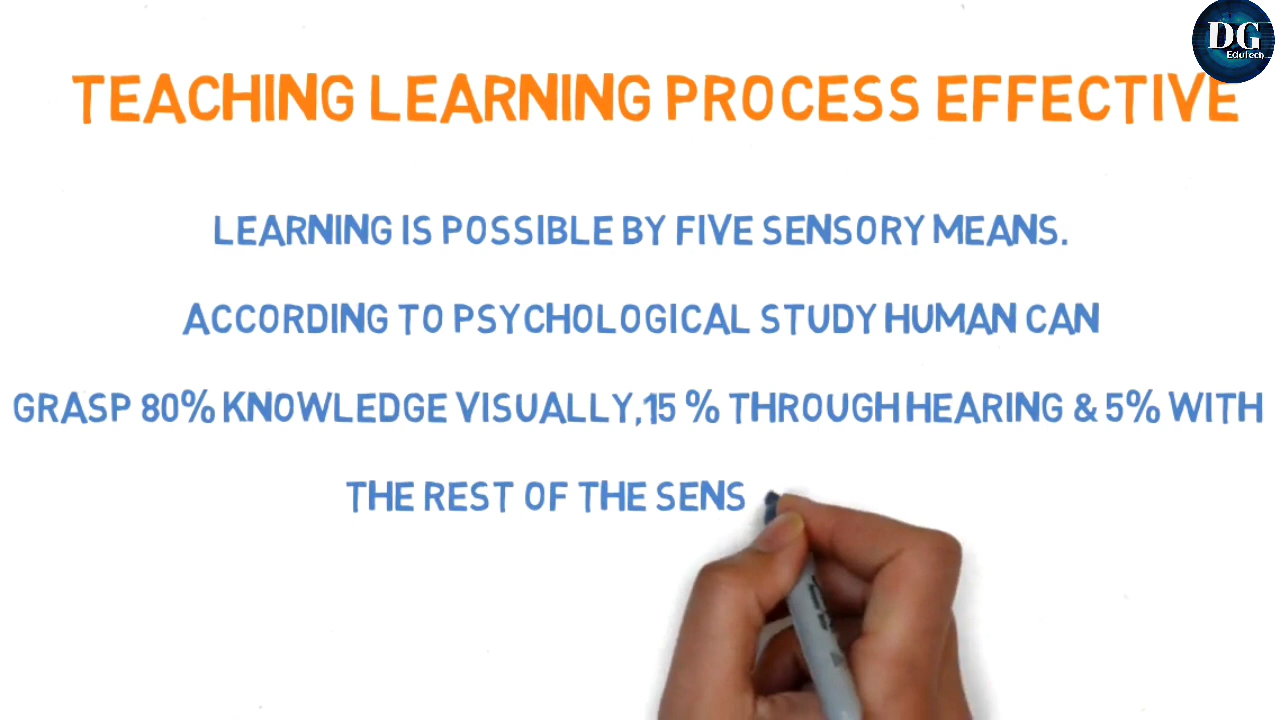 DG
EduTech
TEACHING LEARNING PROCESS EFFECTIVE
LEARNING IS POSSIBLE BY FIVE SENSORY MEANS.
ACCORDING TO PSYCHOLOGICAL STUDY HUMAN CAN
GRASP 80% KNOWLEDGE VISUALLY,15 % THROUGH HEARING & 5% WITH
THE REST OF THE SENS